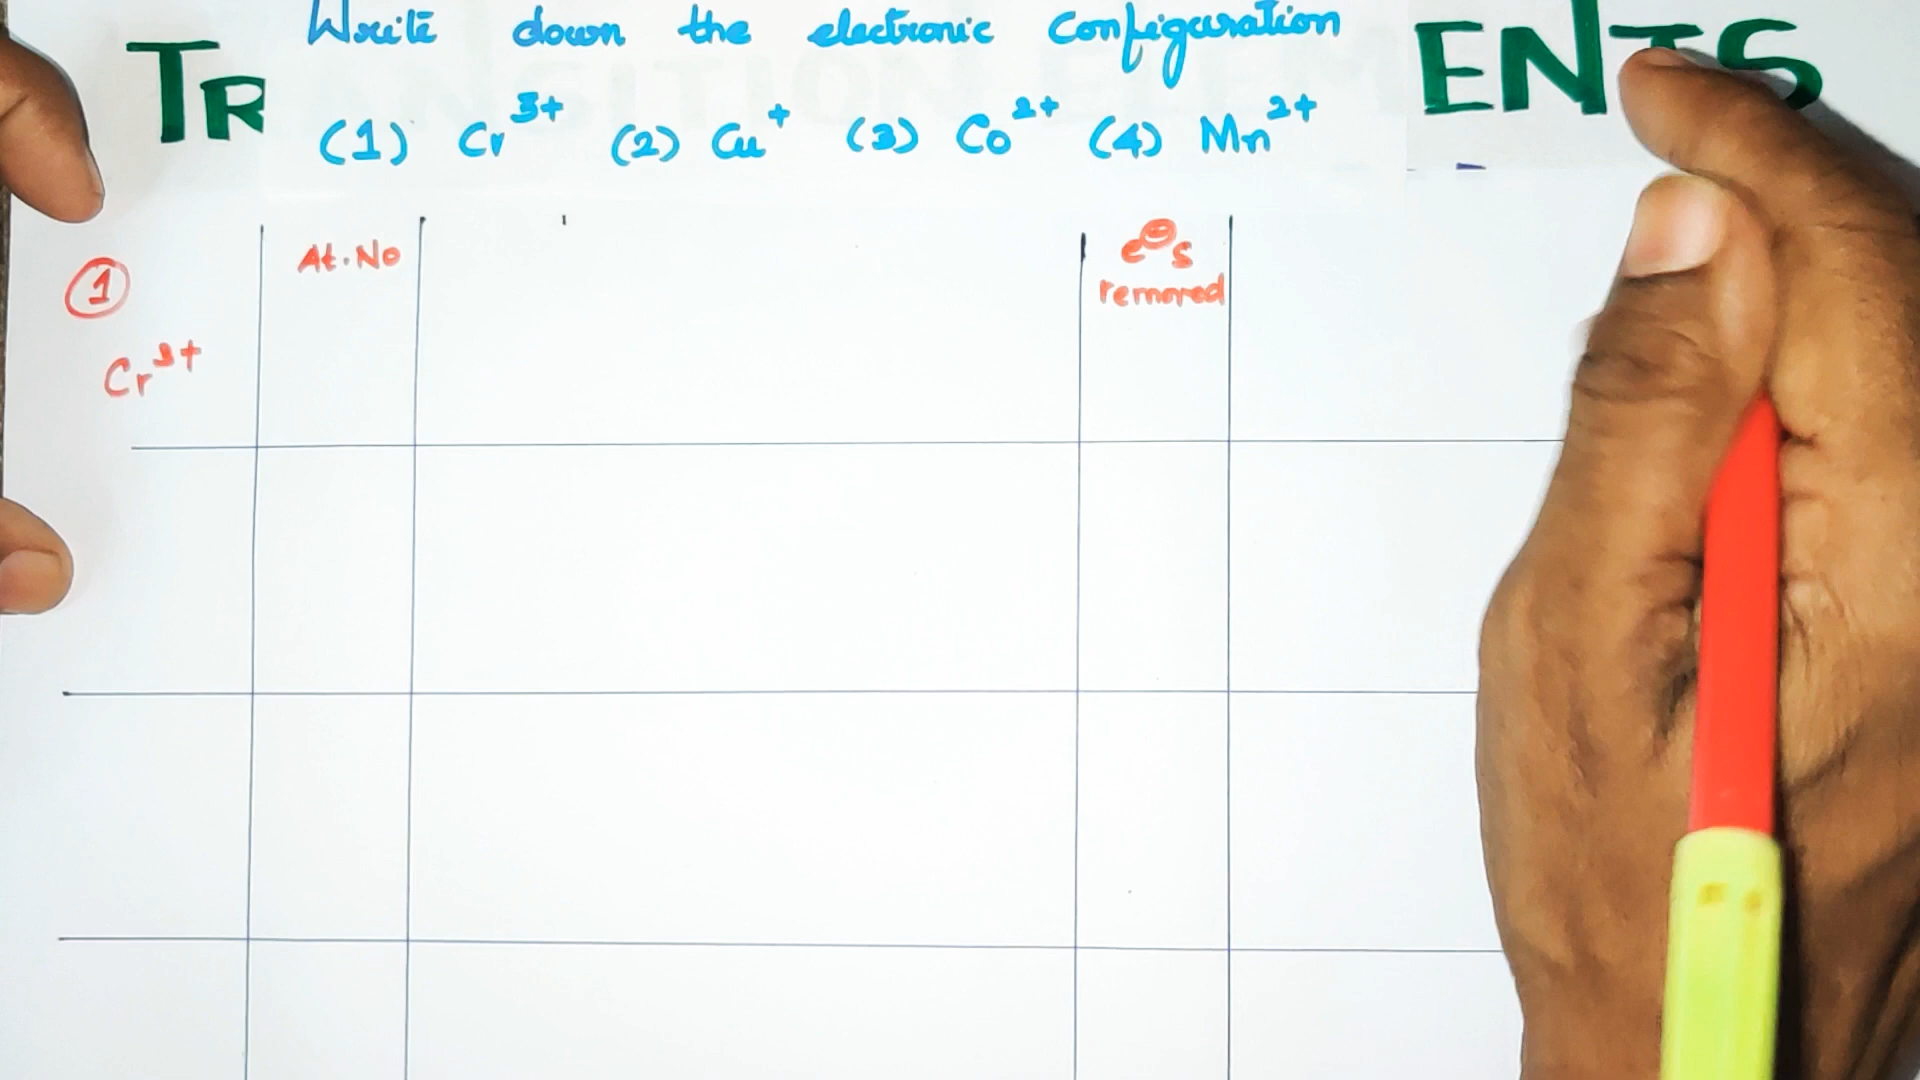 Write down the electronic configuration
TR ENTS
(1) Cr³⁺ (2) Cu⁺ (3) Co²⁺ (4) Mn²⁺
At.No e⊖s
removed
①
Cr³⁺